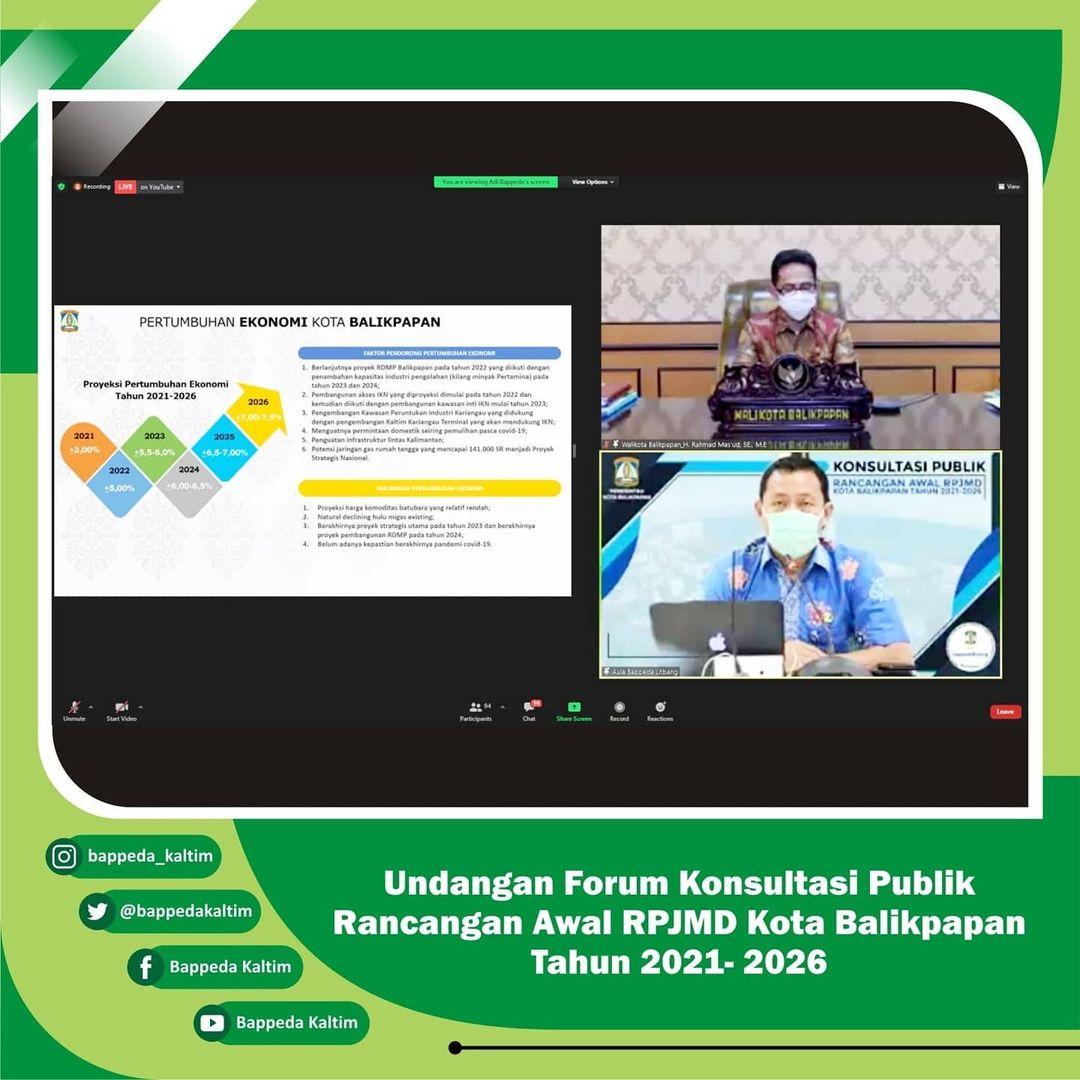 Recording
LIVE
on YouTube
You are viewing Adi Bappeda's screen
View Options
View
PERTUMBUHAN EKONOMI KOTA BALIKPAPAN
Proyeksi Pertumbuhan Ekonomi
Tahun 2021-2026
2021
±3,00%
2022
±5,00%
2023
±5,5-6,0%
2024
±6,00-6,5%
2025
±6,5-7,00%
2026
±7,00-7,5%
FAKTOR PENDORONG PERTUMBUHAN EKONOMI
1. Berlanjutnya proyek RDMP Balikpapan pada tahun 2022 yang diikuti dengan
penambahan kapasitas industri pengolahan (kilang minyak Pertamina) pada
tahun 2023 dan 2024;
2. Pembangunan akses IKN yang diproyeksi dimulai pada tahun 2022 dan
kemudian diikuti dengan pembangunan kawasan inti IKN mulai tahun 2023;
3. Pengembangan Kawasan Peruntukan Industri Kariangau yang didukung
dengan pengembangan Kaltim Kariangau Terminal yang akan mendukung IKN;
4. Menguatnya permintaan domestik seiring pemulihan pasca covid-19;
5. Penguatan infrastruktur lintas Kalimantan;
6. Potensi jaringan gas rumah tangga yang mencapai 141.000 SR menjadi Proyek
Strategis Nasional.
PERTUMBUHAN EKONOMI
1. Proyeksi harga komoditas batubara yang relatif rendah;
2. Natural declining hulu migas existing;
3. Berakhirnya proyek strategis utama pada tahun 2023 dan berakhirnya
proyek pembangunan RDMP pada tahun 2024;
4. Belum adanya kepastian berakhirnya pandemi covid-19.
WALIKOTA BALIKPAPAN
Walikota Balikpapan_H. Rahmad Mas'ud, SE., M.E
PEMERINTAH
KOTA BALIKPAPAN
KONSULTASI PUBLIK
RANCANGAN AWAL RPJMD
KOTA BALIKPAPAN TAHUN 2021-2026
Aula Bappeda Litbang
Unmute
Start Video
94
Participants
Chat
Share Screen
Record
Reactions
Leave
bappeda_kaltim
@bappedakaltim
Bappeda Kaltim
Bappeda Kaltim
Undangan Forum Konsultasi Publik
Rancangan Awal RPJMD Kota Balikpapan
Tahun 2021- 2026